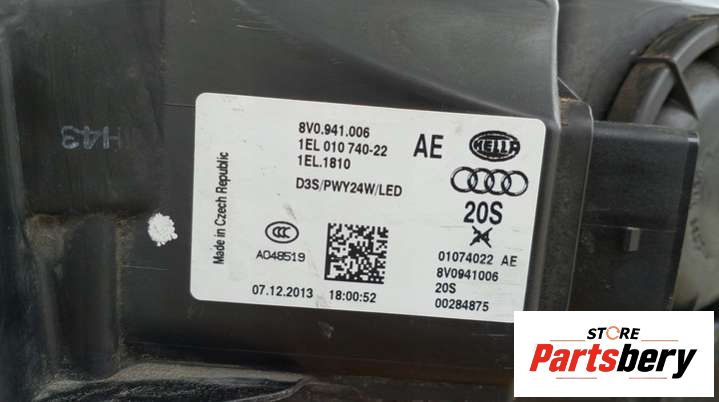 8V0.941.006
1EL 010 740-22
1EL.1810
D3S/PWY24W/LED
AE
HELLA
20S
Made in Czech Republic
CCC
A048519
07.12.2013 18:00:52
01074022 AE
8V0941006
20S
00284875
H43
STORE
Partsbery